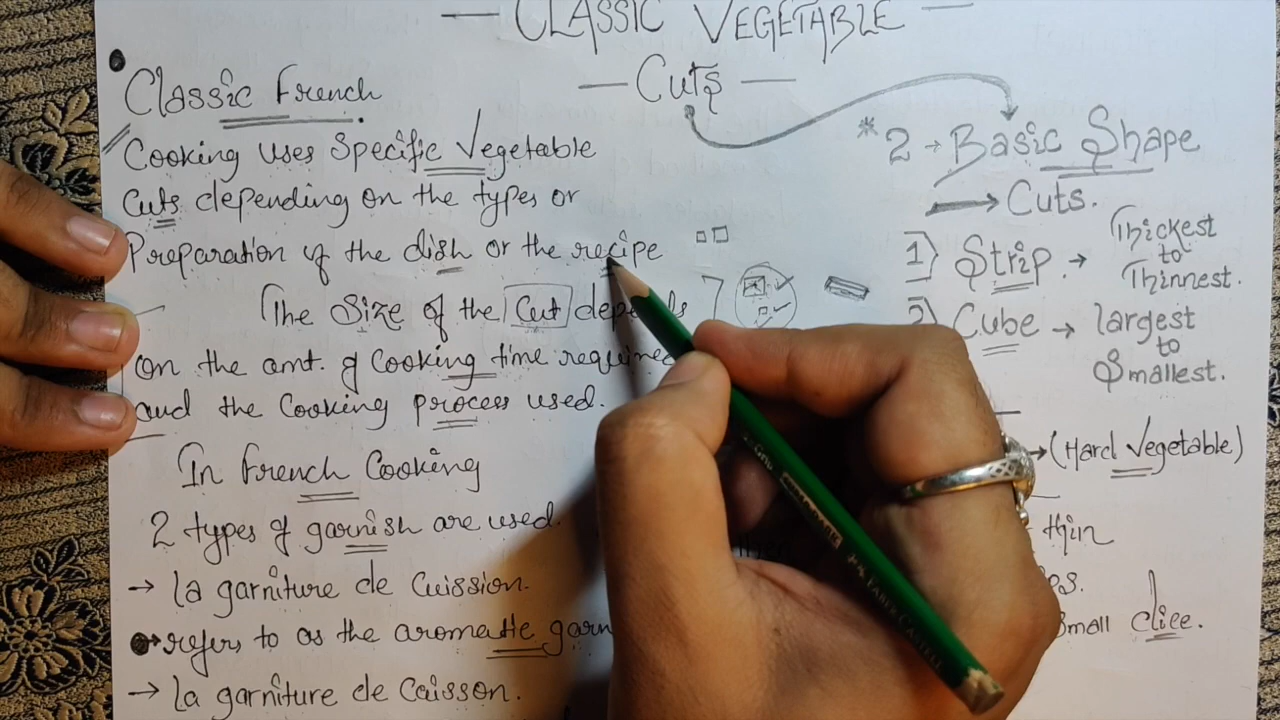 CLASSIC VEGETABLE
Cuts
Classic French
Cooking uses Specific Vegetable
Cuts depending on the types or
Preparation of the dish or the recipe
The Size of the Cut depends
on the amt. of Cooking time required
and the Cooking process used.
In French Cooking
2 types of garnish are used.
→ la garniture de Cuission.
→ refers to as the aromatic garn
→ la garniture de Caisson.
* 2 → Basic Shape
→ Cuts.
1) Strip. → Thickest
to
Thinnest.
2) Cube → largest
to
Smallest.
→ (Hard Vegetable)
thin
Small dice.
FABER-CASTELL